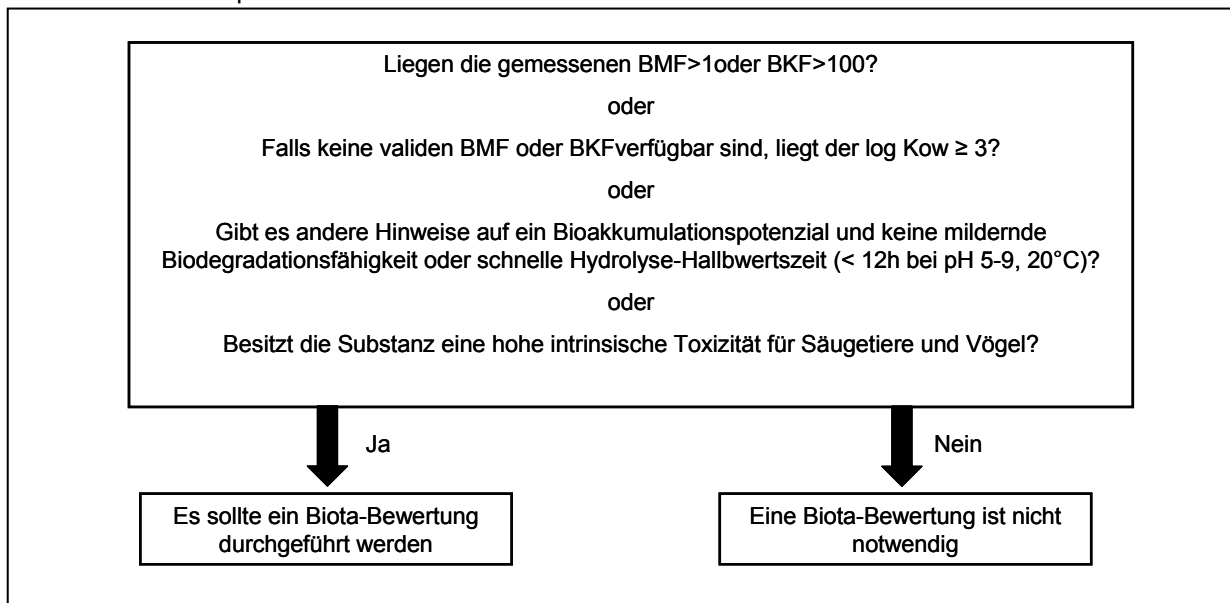 Liegen die gemessenen BMF>1oder BKF>100?
oder
Falls keine validen BMF oder BKFverfügbar sind, liegt der log Kow ≥ 3?
oder
Gibt es andere Hinweise auf ein Bioakkumulationspotenzial und keine mildernde
Biodegradationsfähigkeit oder schnelle Hydrolyse-Hallbwertszeit (< 12h bei pH 5-9, 20°C)?
oder
Besitzt die Substanz eine hohe intrinsische Toxizität für Säugetiere und Vögel?
Ja
Nein
Es sollte ein Biota-Bewertung
durchgeführt werden
Eine Biota-Bewertung ist nicht
notwendig